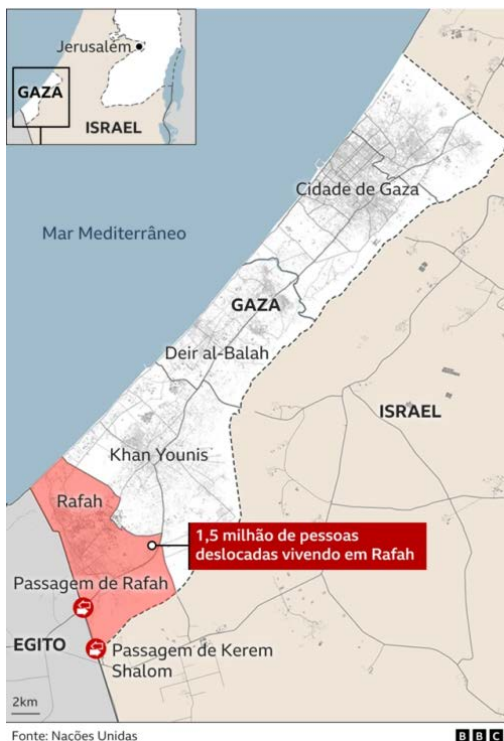 Jerusalém
GAZA
ISRAEL
Cidade de Gaza
Mar Mediterrâneo
GAZA
Deir al-Balah
ISRAEL
Khan Younis
Rafah
1,5 milhão de pessoas
deslocadas vivendo em Rafah
Passagem de Rafah
EGITO
Passagem de Kerem
Shalom
2km
Fonte: Nações Unidas
BBC